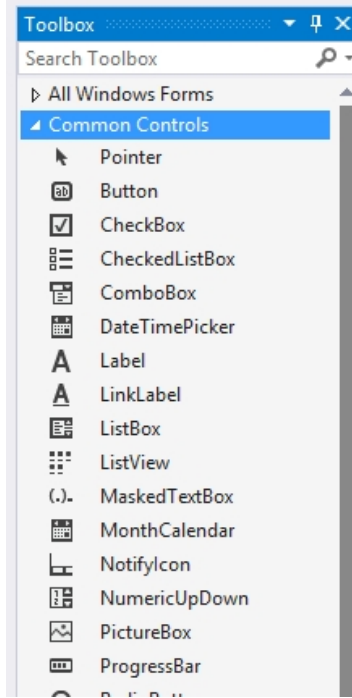 Toolbox
Search Toolbox
All Windows Forms
Common Controls
Pointer
Button
CheckBox
CheckedListBox
ComboBox
DateTimePicker
Label
LinkLabel
ListBox
ListView
MaskedTextBox
MonthCalendar
NotifyIcon
NumericUpDown
PictureBox
ProgressBar